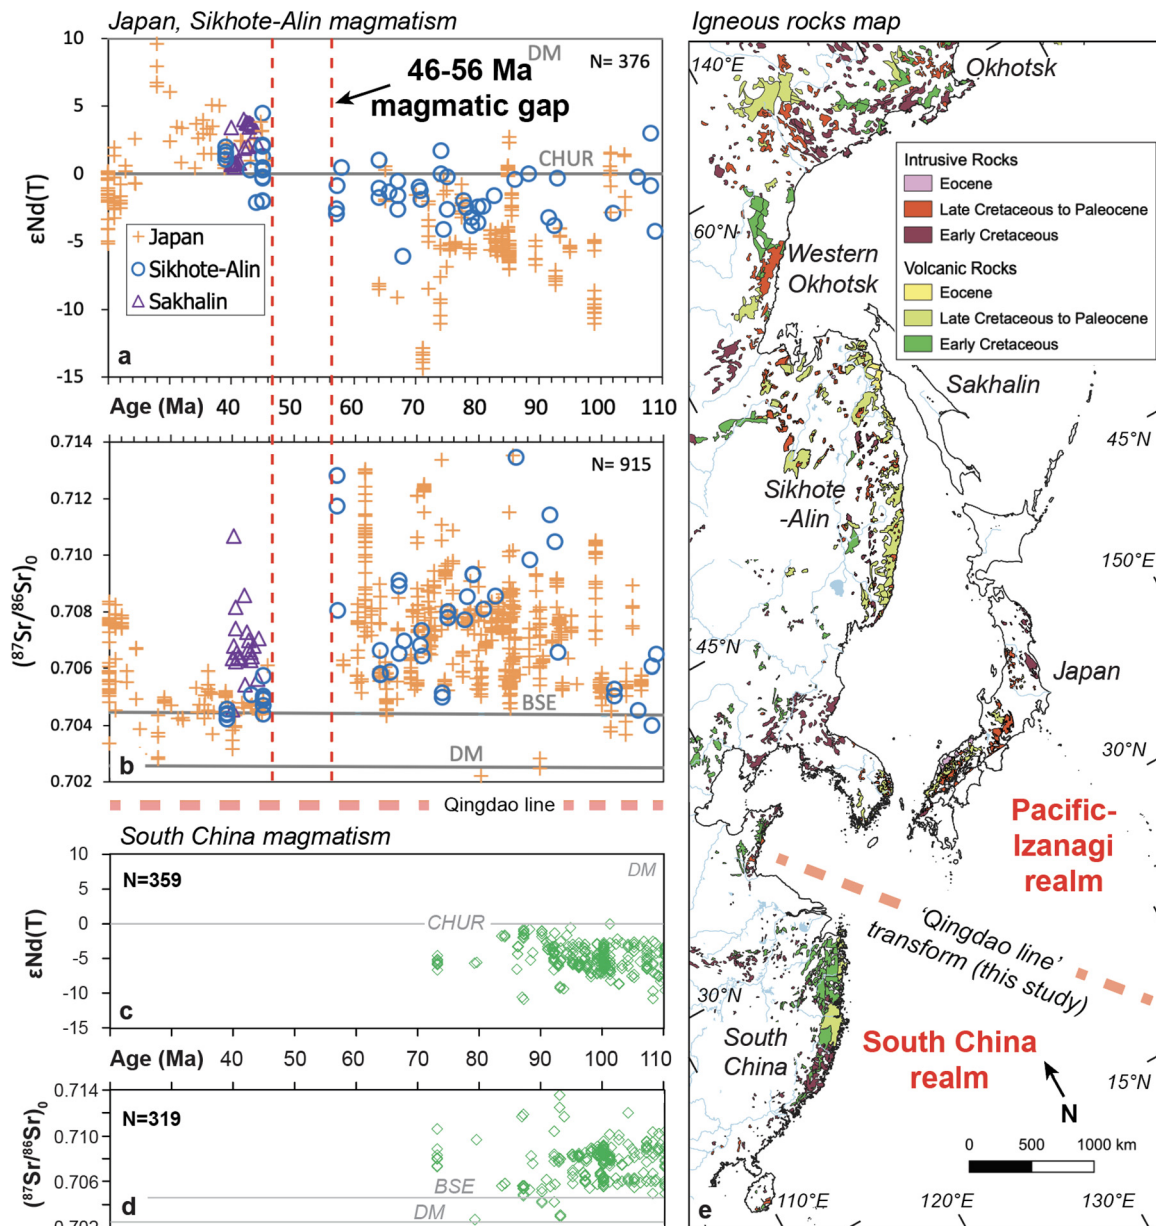 Japan, Sikhote-Alin magmatism
10
5
0
-5
-10
-15
εNd(T)
DM
N= 376
46-56 Ma
magmatic gap
CHUR
Japan
Sikhote-Alin
Sakhalin
a
Age (Ma) 40 50 60 70 80 90 100 110
0.714
0.712
0.710
0.708
0.706
0.704
0.702
(⁸⁷Sr/⁸⁶Sr)₀
N= 915
BSE
DM
b
Qingdao line
South China magmatism
10
5
0
-5
-10
-15
εNd(T)
N=359
DM
CHUR
c
Age (Ma) 40 50 60 70 80 90 100 110
0.714
0.710
0.706
0.702
(⁸⁷Sr/⁸⁶Sr)₀
N=319
BSE
DM
d
Igneous rocks map
140°E
Okhotsk
Intrusive Rocks
Eocene
Late Cretaceous to Paleocene
Early Cretaceous
Volcanic Rocks
Eocene
Late Cretaceous to Paleocene
Early Cretaceous
60°N
Western
Okhotsk
Sakhalin
45°N
Sikhote
-Alin
150°E
45°N
Japan
30°N
Pacific-
Izanagi
realm
'Qingdao line'
transform (this study)
30°N
South
China
South China
realm
15°N
N
0 500 1000 km
e
110°E
120°E
130°E